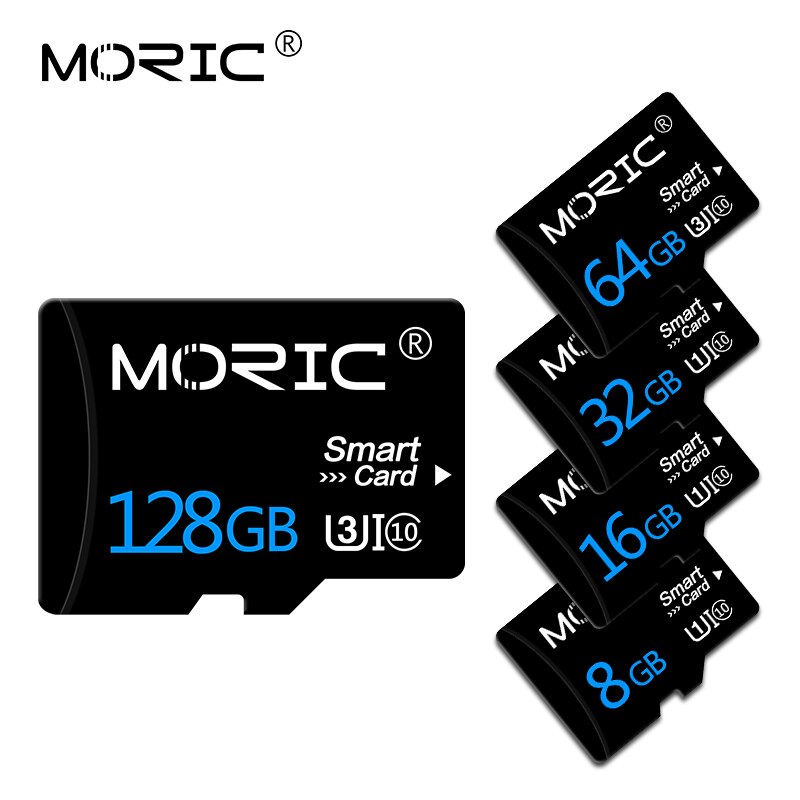 MORIC®
MORIC®
Smart
››› Card
128GB U3 I 10
MORIC®
Smart
››› Card
64GB U3 I 10
Smart
››› Card
32GB U1 I 10
Smart
››› Card
16GB U1 I 10
Smart
››› Card
8GB U1 I 10